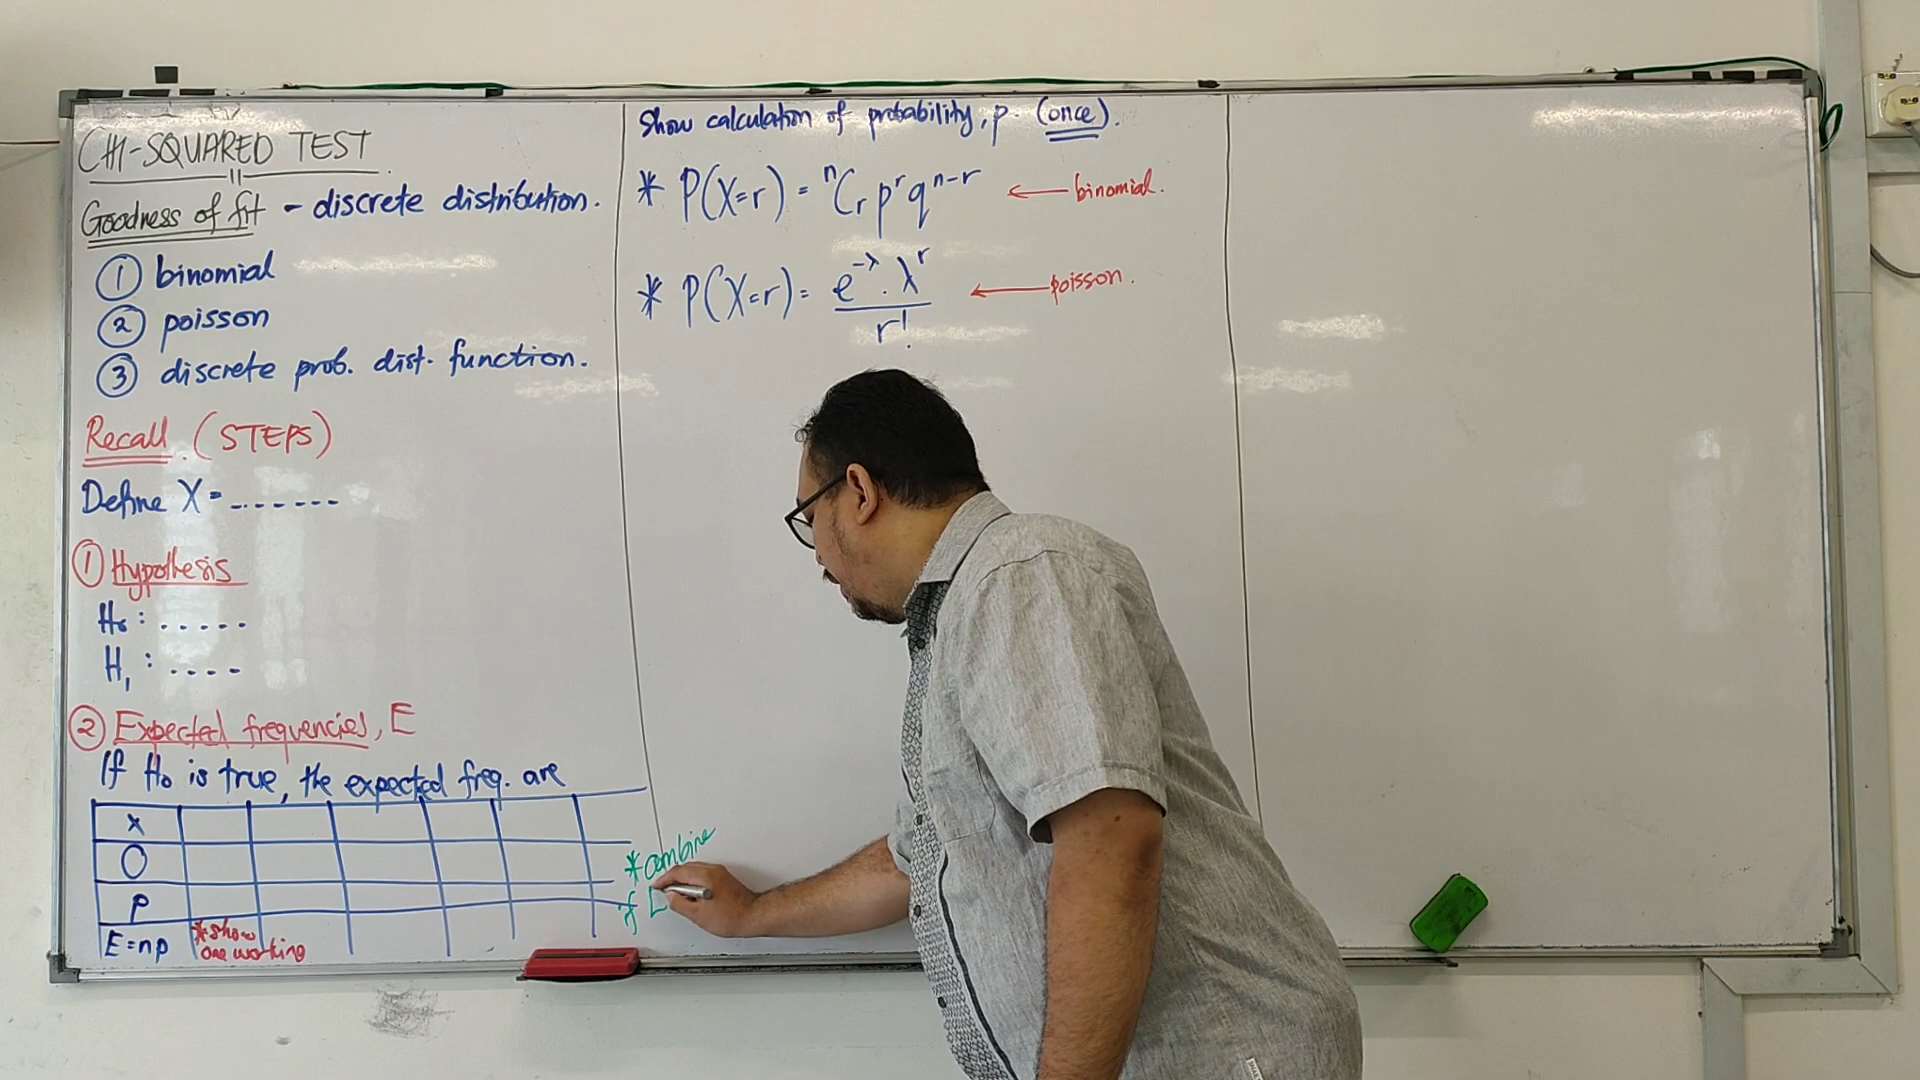 CHI-SQUARED TEST
Goodness of fit - discrete distribution.
① binomial
② poisson
③ discrete prob. dist. function.
Recall. (STEPS)
Define X = .......
① Hypothesis
H₀ : .....
H₁ : ....
② Expected frequencies, E
If H₀ is true, the expected freq. are
x
O
p
E = np
*show
one working
*combine
if
Show calculation of probability, p. (once).
* P(X=r) = ⁿCᵣ pʳ qⁿ⁻ʳ ← binomial.
* P(X=r) = e^-λ . λ^r / r! ← poisson.